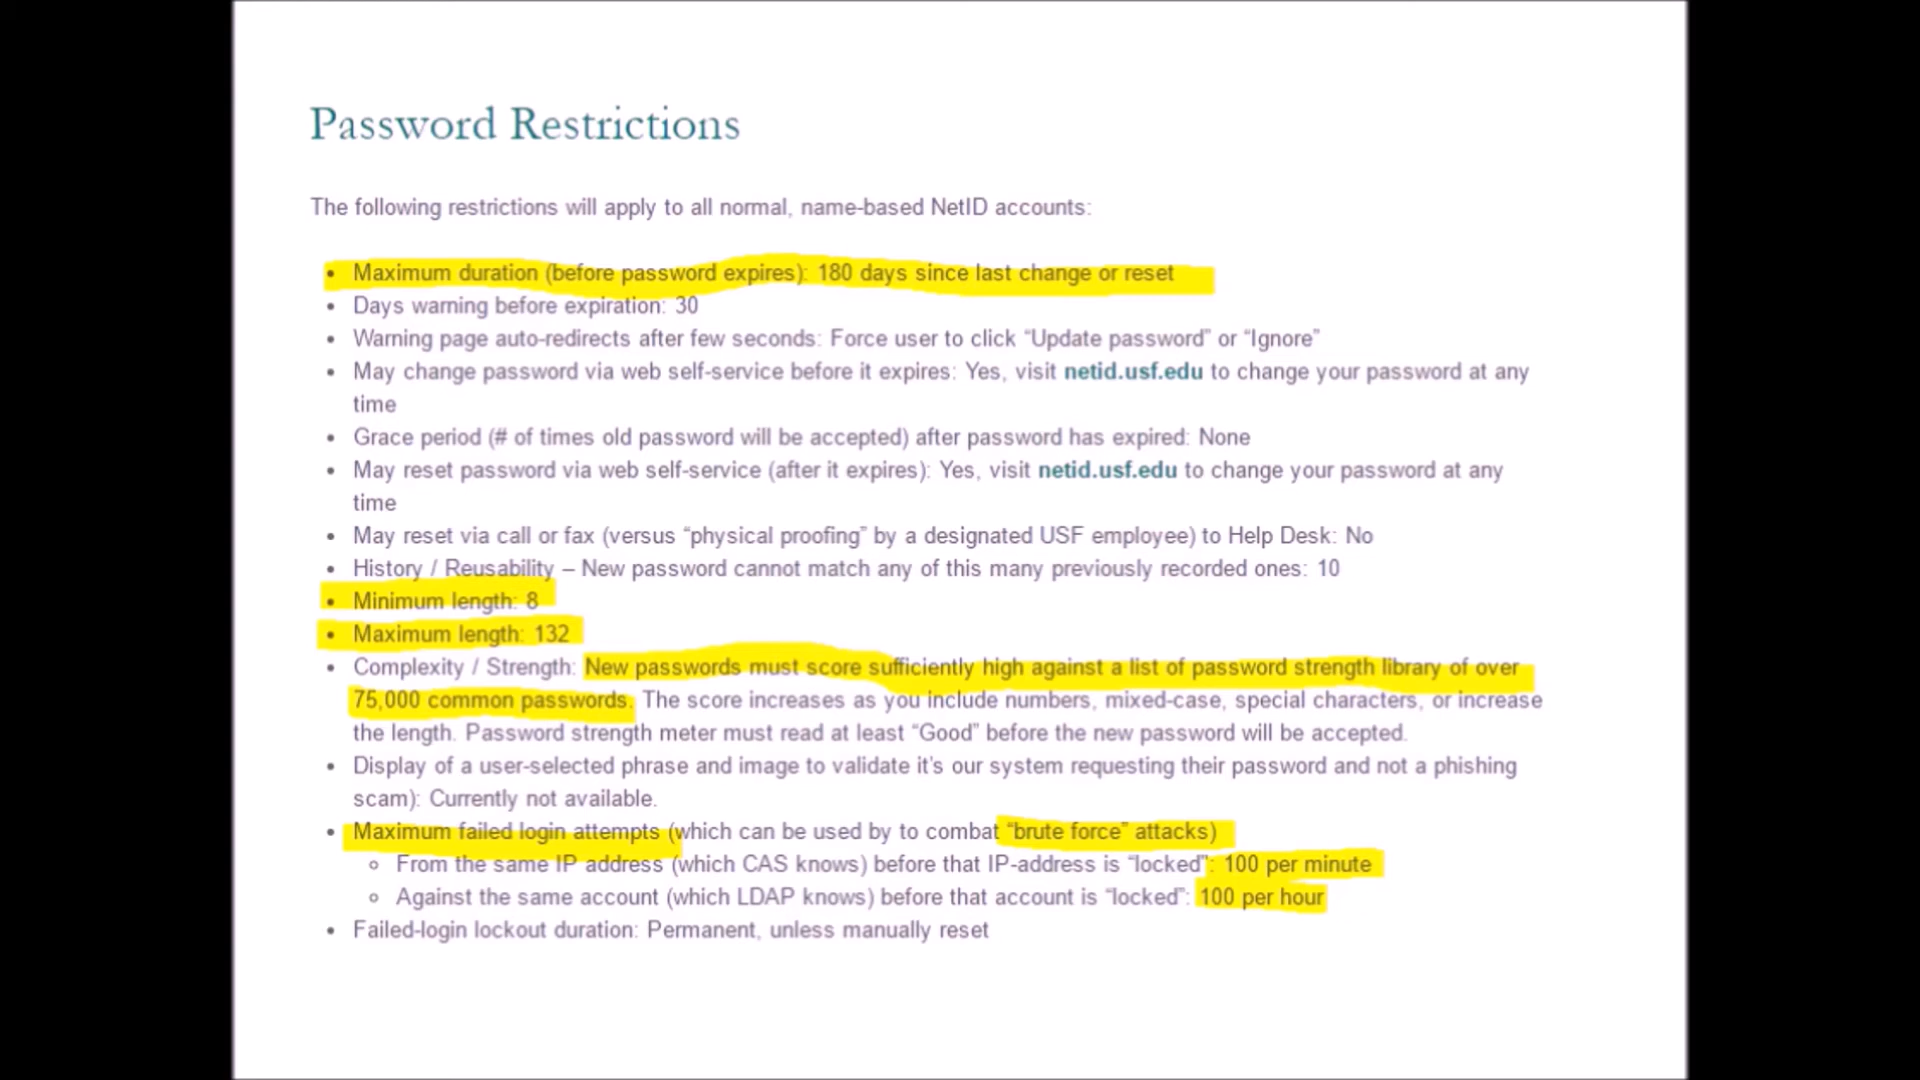 Password Restrictions
The following restrictions will apply to all normal, name-based NetID accounts:
• Maximum duration (before password expires): 180 days since last change or reset
• Days warning before expiration: 30
• Warning page auto-redirects after few seconds: Force user to click “Update password” or “Ignore”
• May change password via web self-service before it expires: Yes, visit netid.usf.edu to change your password at any
time
• Grace period (# of times old password will be accepted) after password has expired: None
• May reset password via web self-service (after it expires): Yes, visit netid.usf.edu to change your password at any
time
• May reset via call or fax (versus “physical proofing” by a designated USF employee) to Help Desk: No
• History / Reusability – New password cannot match any of this many previously recorded ones: 10
• Minimum length: 8
• Maximum length: 132
• Complexity / Strength: New passwords must score sufficiently high against a list of password strength library of over
75,000 common passwords. The score increases as you include numbers, mixed-case, special characters, or increase
the length. Password strength meter must read at least “Good” before the new password will be accepted.
• Display of a user-selected phrase and image to validate it’s our system requesting their password and not a phishing
scam): Currently not available.
• Maximum failed login attempts (which can be used by to combat “brute force” attacks)
◦ From the same IP address (which CAS knows) before that IP-address is “locked”: 100 per minute
◦ Against the same account (which LDAP knows) before that account is “locked”: 100 per hour
• Failed-login lockout duration: Permanent, unless manually reset